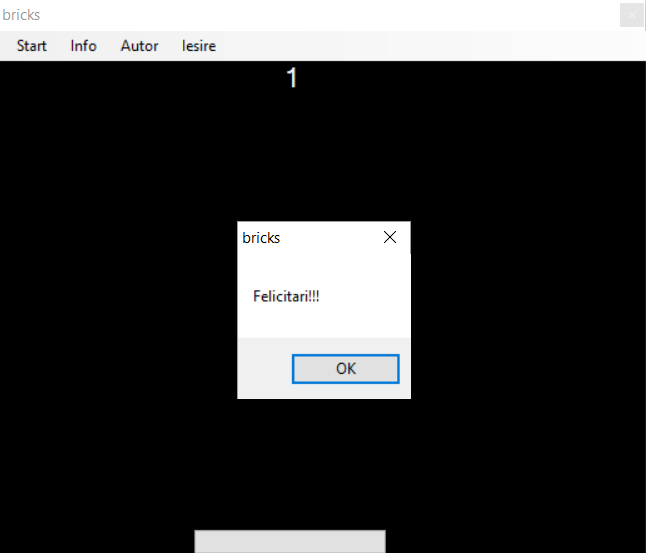 bricks
Start Info Autor Iesire
1
bricks
Felicitari!!!
OK